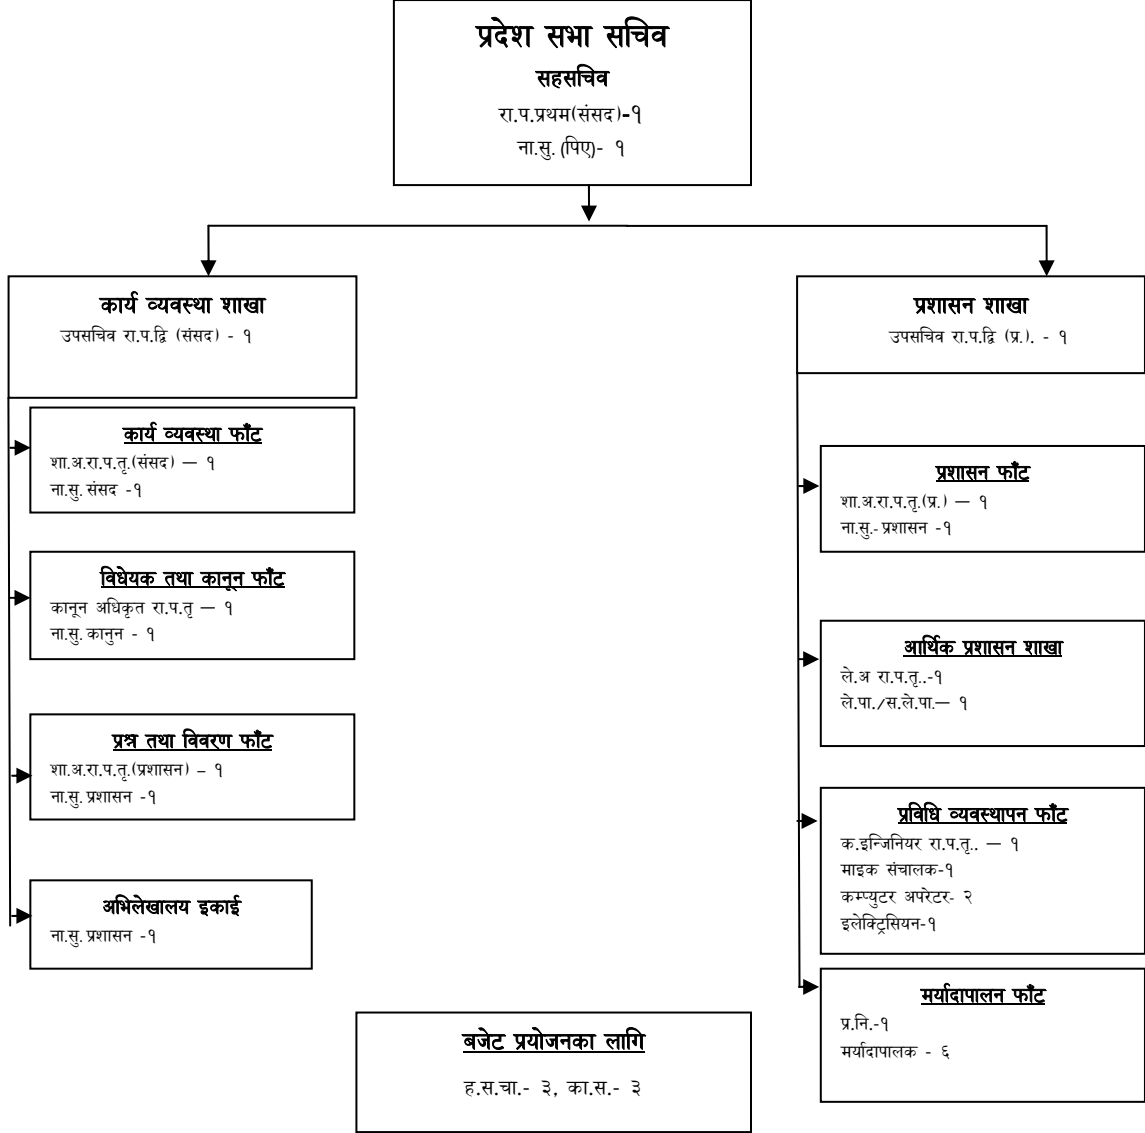 प्रदेश सभा सचिव
सहसचिव
रा.प.प्रथम(संसद)-१
ना.सु. (पिए)- १
कार्य व्यवस्था शाखा
उपसचिव रा.प.द्वि (संसद) - १
कार्य व्यवस्था फाँट
शा.अ.रा.प.तृ.(संसद) — १
ना.सु. संसद -१
विधेयक तथा कानून फाँट
कानून अधिकृत रा.प.तृ — १
ना.सु. कानुन - १
प्रश्न तथा विवरण फाँट
शा.अ.रा.प.तृ.(प्रशासन) – १
ना.सु. प्रशासन -१
अभिलेखालय इकाई
ना.सु. प्रशासन -१
प्रशासन शाखा
उपसचिव रा.प.द्वि (प्र.). - १
प्रशासन फाँट
शा.अ.रा.प.तृ.(प्र.) — १
ना.सु.- प्रशासन -१
आर्थिक प्रशासन शाखा
ले.अ रा.प.तृ..-१
ले.पा./स.ले.पा.— १
प्रविधि व्यवस्थापन फाँट
क.इन्जिनियर रा.प.तृ.. — १
माइक संचालक-१
कम्प्युटर अपरेटर- २
इलेक्ट्रिसियन-१
मर्यादापालन फाँट
प्र.नि.-१
मर्यादापालक - ६
बजेट प्रयोजनका लागि
ह.स.चा.- ३, का.स.- ३